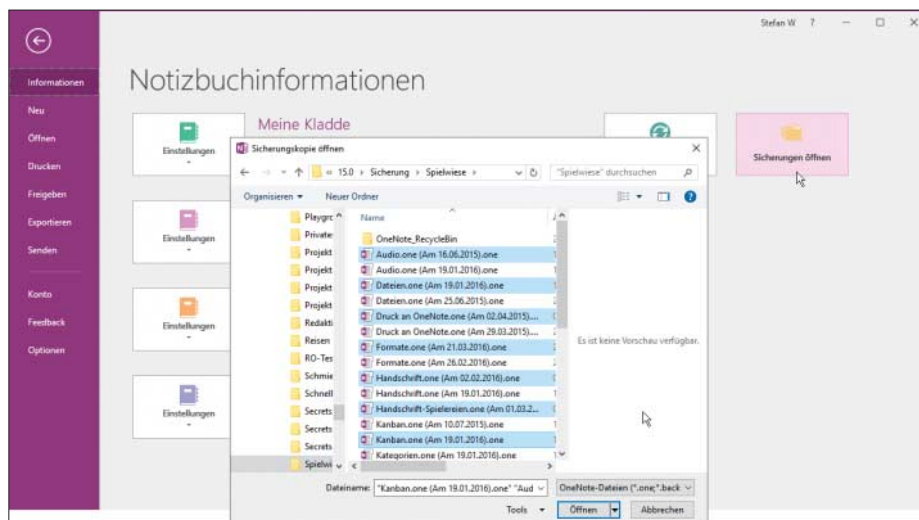 Stefan W ?
Informationen
Neu
Öffnen
Drucken
Freigeben
Exportieren
Senden
Konto
Feedback
Optionen
Notizbuchinformationen
Meine Kladde
Einstellungen
Einstellungen
Einstellungen
Einstellungen
Sicherungen öffnen
Sicherungskopie öffnen
« 15.0 › Sicherung › Spielwiese ›
"Spielwiese" durchsuchen
Organisieren Neuer Ordner
Playgrc
Private
Projekt
Projekt
Projekt
Projekt
Redakti
Reisen
RO-Tes
Schmie
Schnell
Secrets
Secrets
Secrets
Spielwi
Name
OneNote_RecycleBin
Audio.one (Am 16.06.2015).one
Audio.one (Am 19.01.2016).one
Dateien.one (Am 19.01.2016).one
Dateien.one (Am 25.06.2015).one
Druck an OneNote.one (Am 02.04.2015)....
Druck an OneNote.one (Am 29.03.2015)....
Formate.one (Am 21.03.2016).one
Formate.one (Am 26.02.2016).one
Handschrift.one (Am 02.02.2016).one
Handschrift.one (Am 19.01.2016).one
Handschrift-Spielereien.one (Am 01.03.2...
Kanban.one (Am 10.07.2015).one
Kanban.one (Am 19.01.2016).one
Kategorien.one (Am 19.01.2016).one
Es ist keine Vorschau verfügbar.
Dateiname: "Kanban.one (Am 19.01.2016).one" "Aud
OneNote-Dateien (*.one;*.back
Tools Öffnen Abbrechen